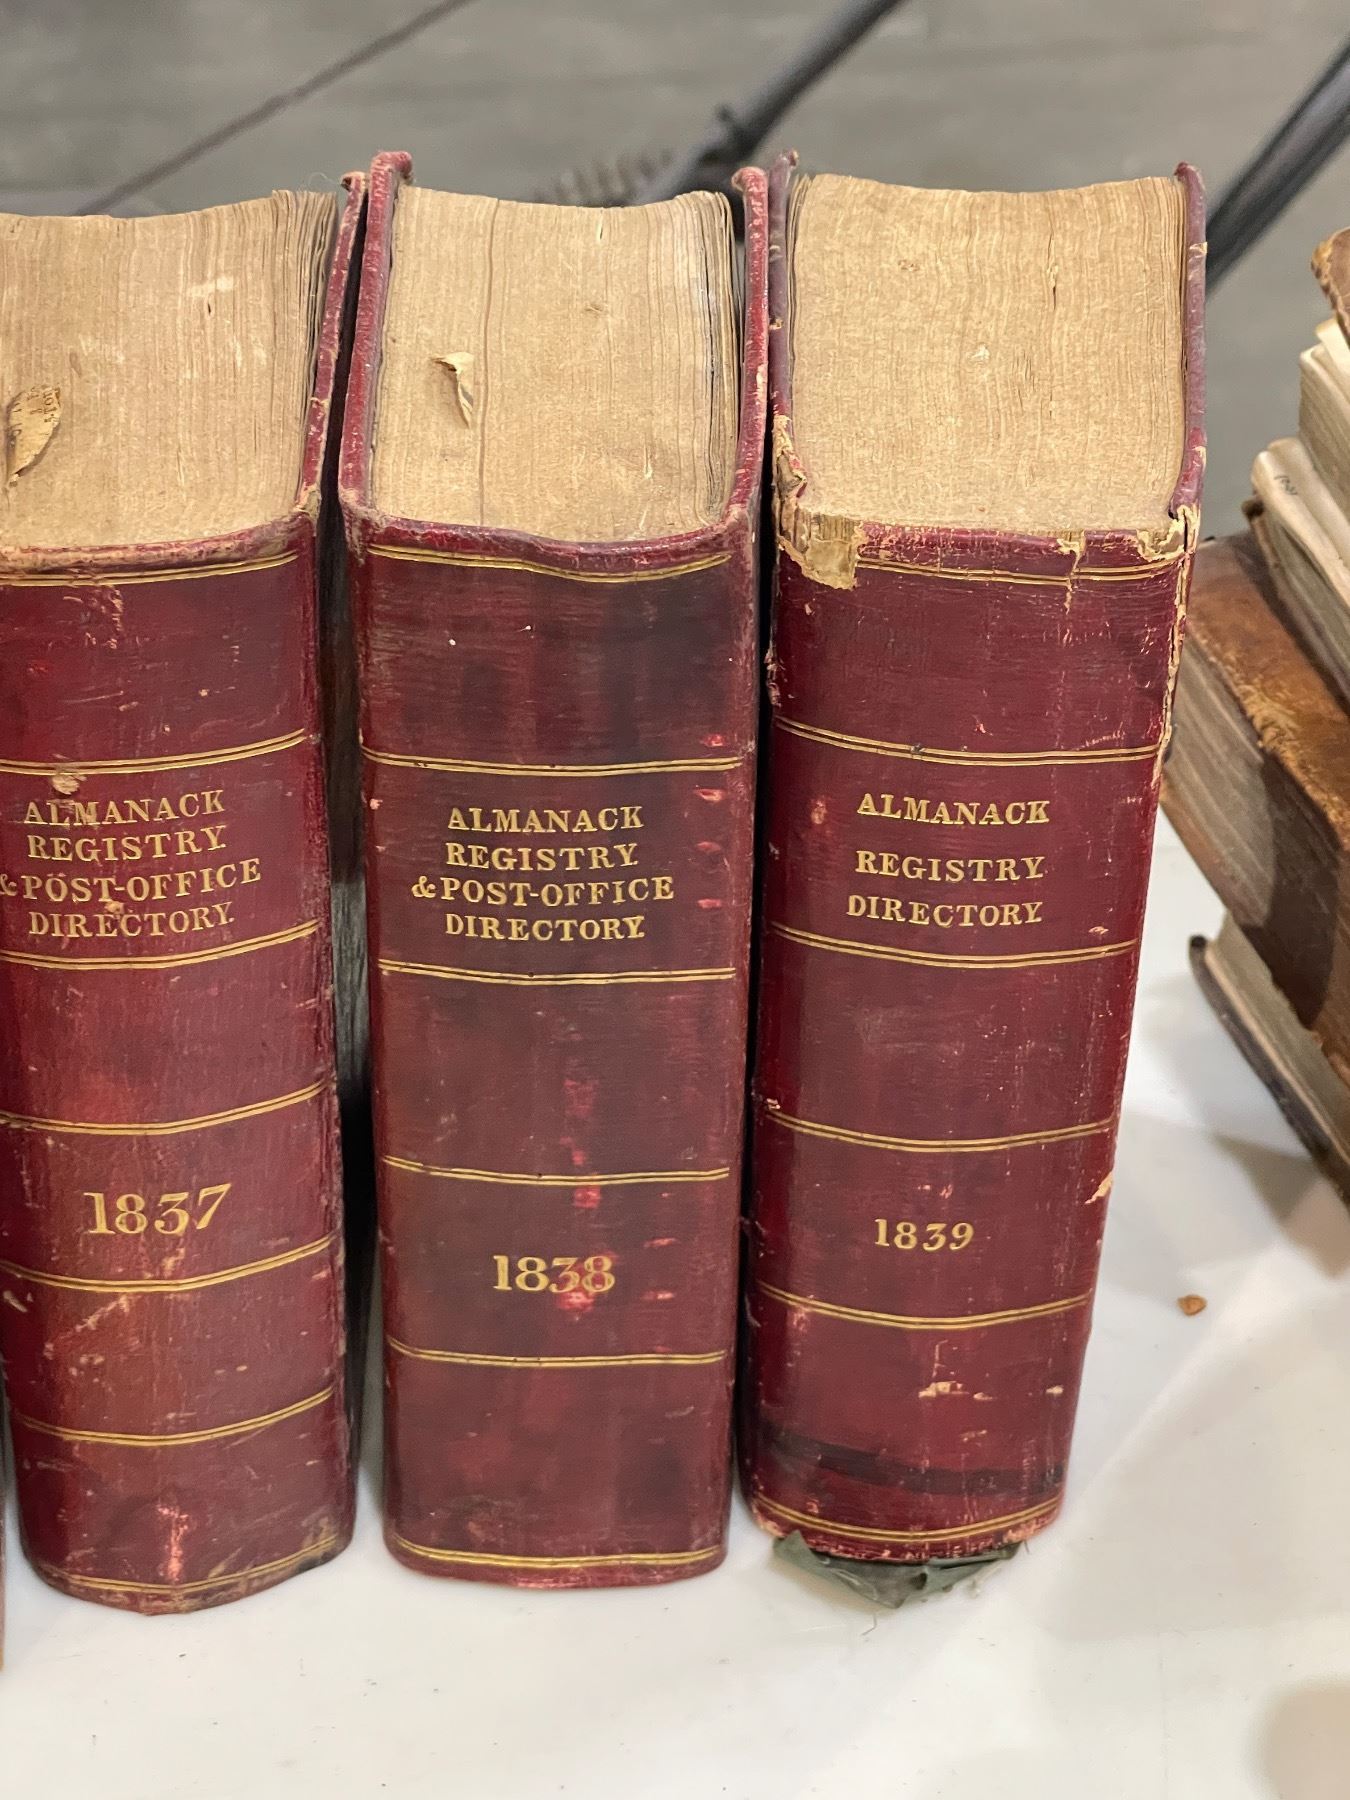 ALMANACK
REGISTRY.
& POST-OFFICE
DIRECTORY.
1837
ALMANACK
REGISTRY.
& POST-OFFICE
DIRECTORY.
1838
ALMANACK
REGISTRY.
DIRECTORY.
1839